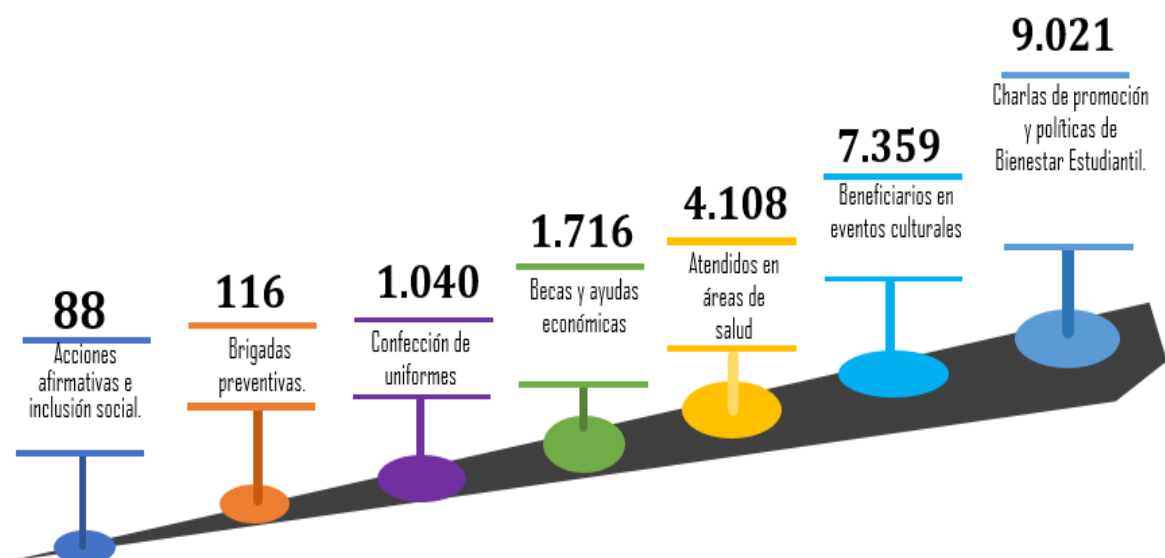 88
Acciones
afirmativas e
inclusión social.
116
Brigadas
preventivas.
1.040
Confección de
uniformes
1.716
Becas y ayudas
económicas
4.108
Atendidos en
áreas de
salud
7.359
Beneficiarios en
eventos culturales
9.021
Charlas de promoción
y políticas de
Bienestar Estudiantil.